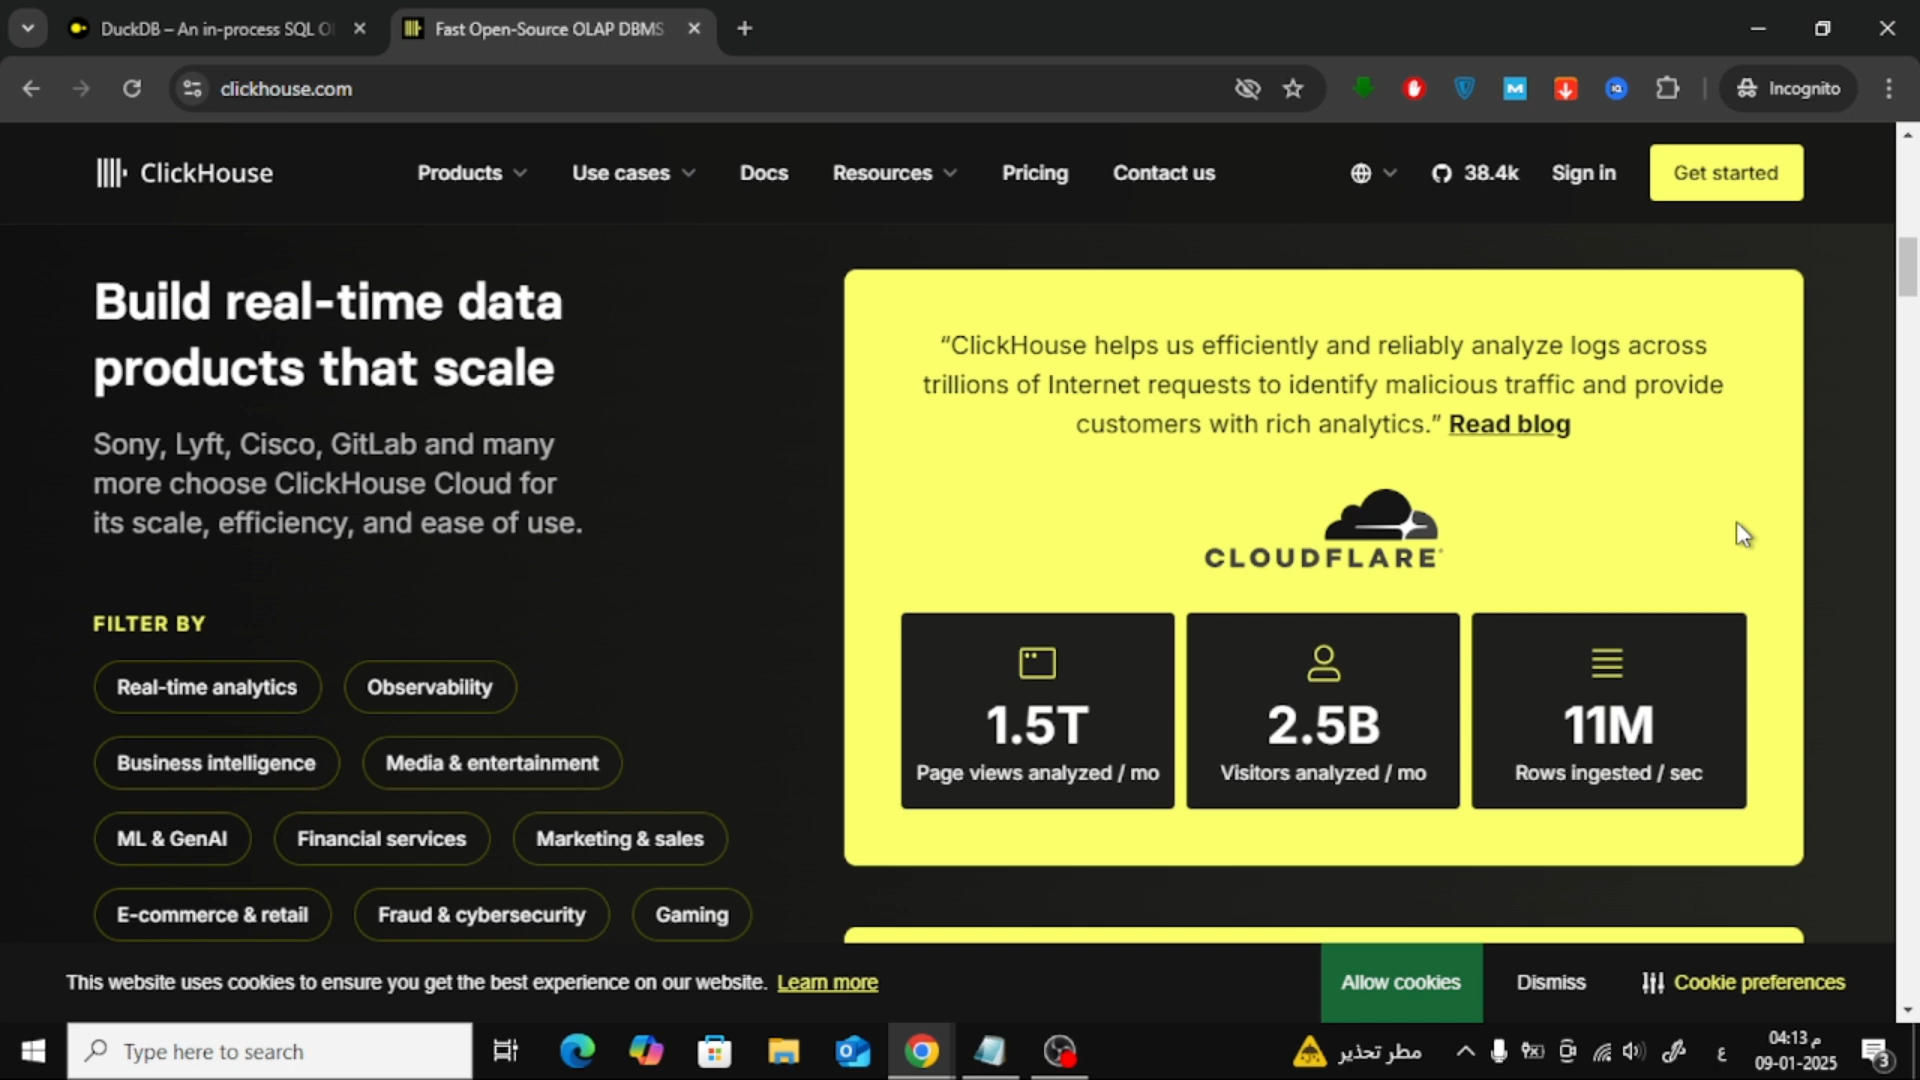 DuckDB – An in-process SQL O
Fast Open-Source OLAP DBMS
clickhouse.com
Incognito
ClickHouse
Products
Use cases
Docs
Resources
Pricing
Contact us
38.4k
Sign in
Get started
Build real-time data
products that scale
Sony, Lyft, Cisco, GitLab and many
more choose ClickHouse Cloud for
its scale, efficiency, and ease of use.
FILTER BY
Real-time analytics
Observability
Business intelligence
Media & entertainment
ML & GenAI
Financial services
Marketing & sales
E-commerce & retail
Fraud & cybersecurity
Gaming
“ClickHouse helps us efficiently and reliably analyze logs across
trillions of Internet requests to identify malicious traffic and provide
customers with rich analytics.” Read blog
CLOUDFLARE
1.5T
Page views analyzed / mo
2.5B
Visitors analyzed / mo
11M
Rows ingested / sec
This website uses cookies to ensure you get the best experience on our website. Learn more
Allow cookies
Dismiss
Cookie preferences
Type here to search
مطر تحذير
ع
04:13 م
09-01-2025
3